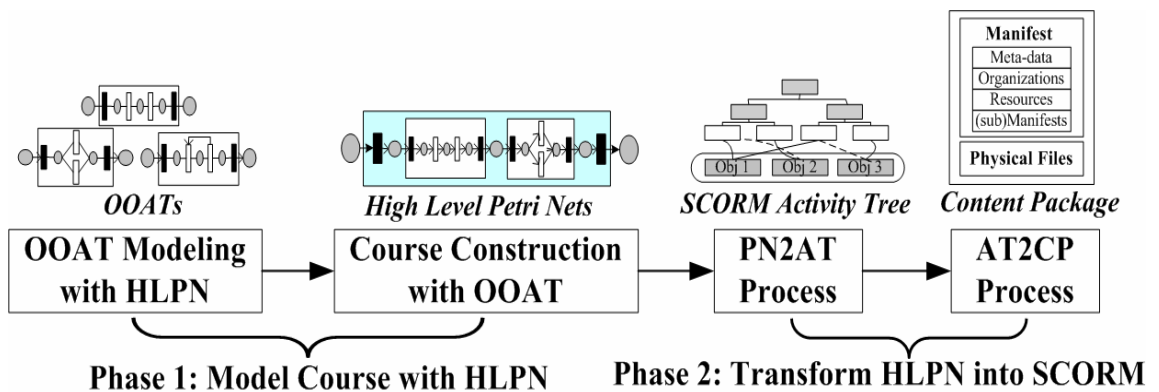 Manifest
Meta-data
Organizations
Resources
(sub)Manifests
Physical Files
Obj 1
Obj 2
Obj 3
OOATs
High Level Petri Nets
SCORM Activity Tree
Content Package
OOAT Modeling
with HLPN
Course Construction
with OOAT
PN2AT
Process
AT2CP
Process
Phase 1: Model Course with HLPN
Phase 2: Transform HLPN into SCORM